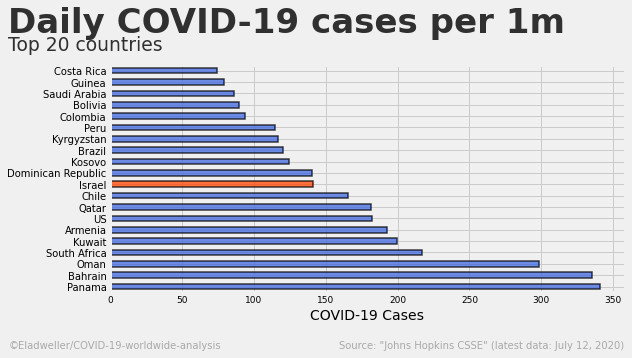 Daily COVID-19 cases per 1m
Top 20 countries
Costa Rica
Guinea
Saudi Arabia
Bolivia
Colombia
Peru
Kyrgyzstan
Brazil
Kosovo
Dominican Republic
Israel
Chile
Qatar
US
Armenia
Kuwait
South Africa
Oman
Bahrain
Panama
0 50 100 150 200 250 300 350
COVID-19 Cases
©Eladweller/COVID-19-worldwide-analysis
Source: "Johns Hopkins CSSE" (latest data: July 12, 2020)